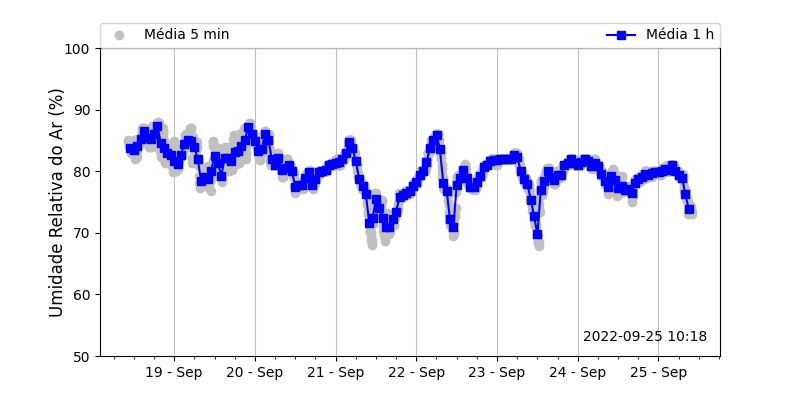 Média 5 min
Média 1 h
Umidade Relativa do Ar (%)
100
90
80
70
60
50
2022-09-25 10:18
19 - Sep
20 - Sep
21 - Sep
22 - Sep
23 - Sep
24 - Sep
25 - Sep